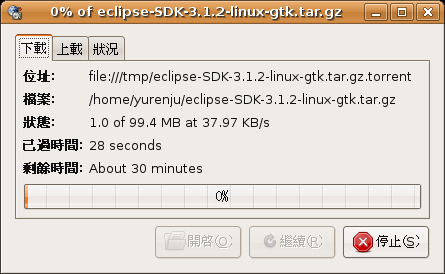 0% of eclipse-SDK-3.1.2-linux-gtk.tar.gz
下載 上載 狀況
位址: file:///tmp/eclipse-SDK-3.1.2-linux-gtk.tar.gz.torrent
檔案: /home/yurenju/eclipse-SDK-3.1.2-linux-gtk.tar.gz
狀態: 1.0 of 99.4 MB at 37.97 KB/s
已過時間: 28 seconds
剩餘時間: About 30 minutes
0%
開啓(O) 繼續(R) 停止(S)